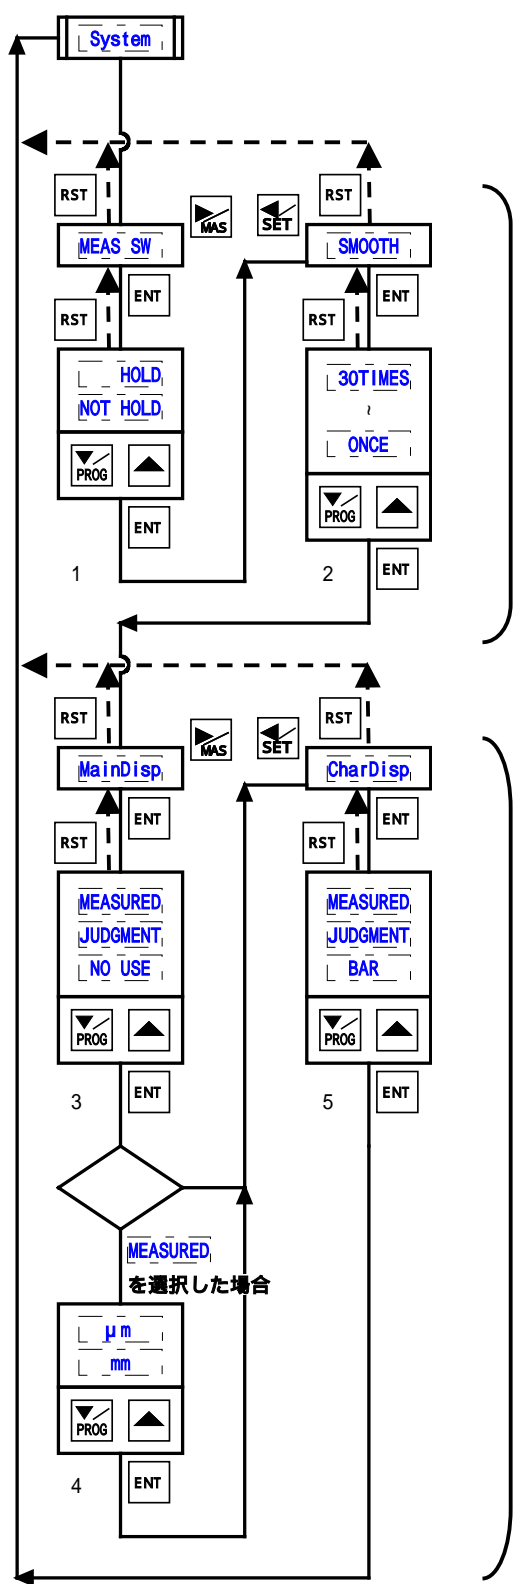 System
RST
MAS
SET
RST
MEAS SW
SMOOTH
RST
ENT
RST
ENT
HOLD
NOT HOLD
30TIMES
~
ONCE
PROG
PROG
ENT
1
2
ENT
RST
MAS
SET
RST
MainDisp
CharDisp
RST
ENT
RST
ENT
MEASURED
JUDGMENT
NO USE
MEASURED
JUDGMENT
BAR
PROG
PROG
3
ENT
5
ENT
MEASURED
を選択した場合
μm
mm
PROG
4
ENT